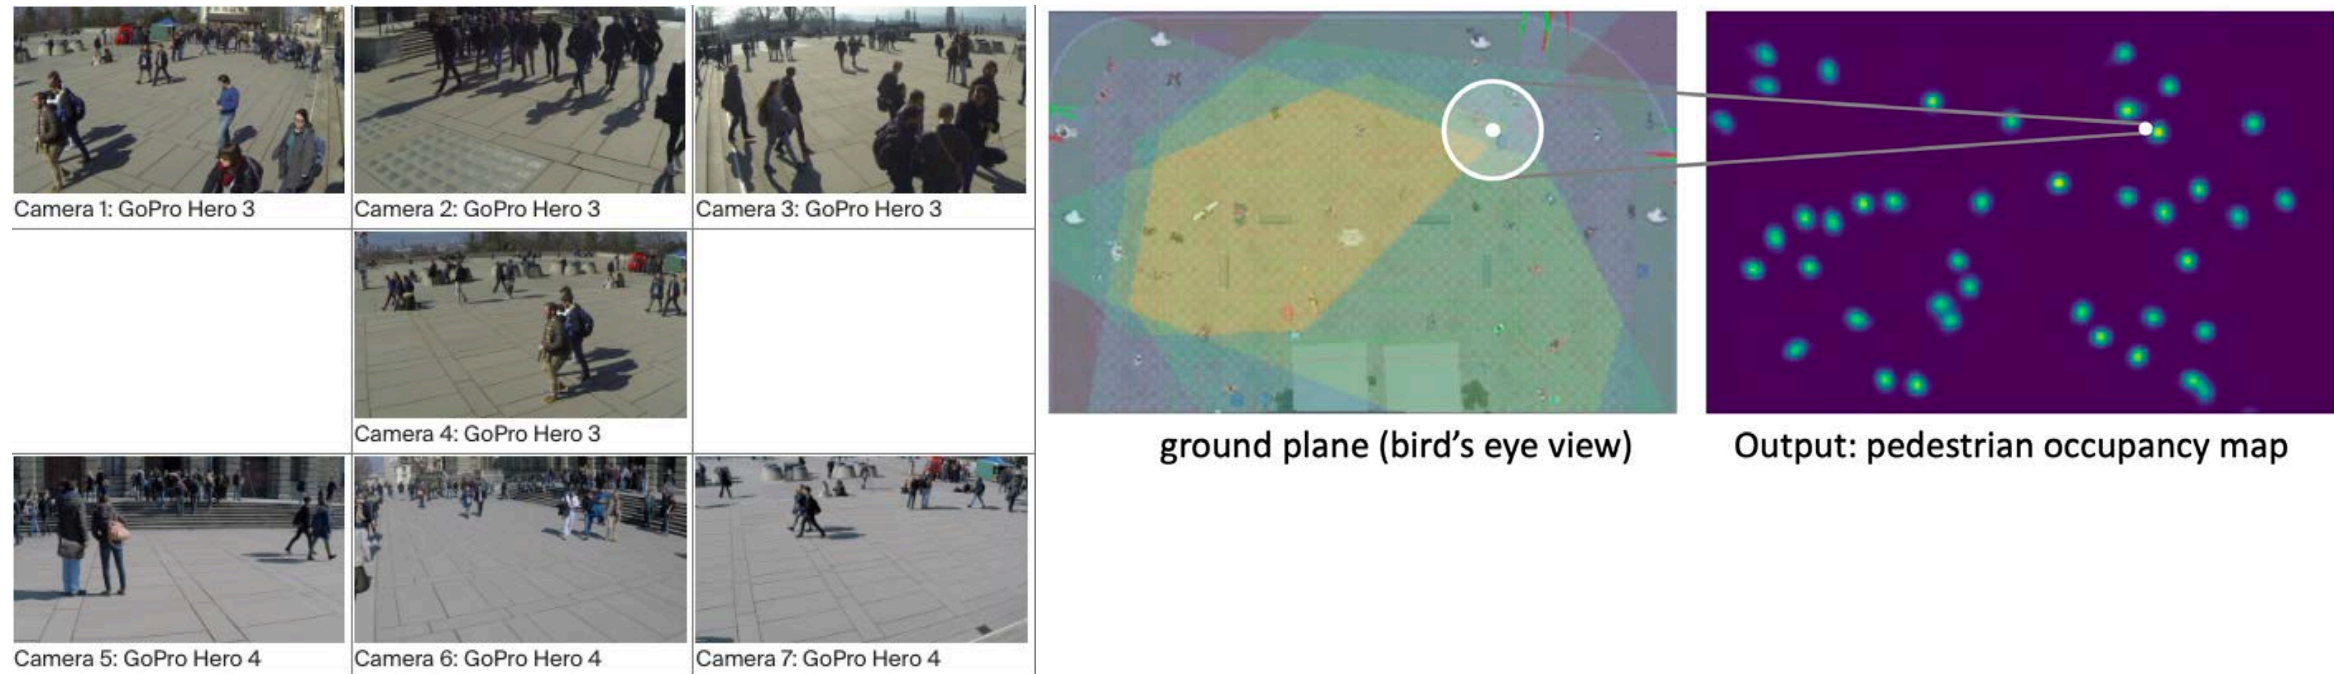 Camera 1: GoPro Hero 3
Camera 2: GoPro Hero 3
Camera 3: GoPro Hero 3
Camera 4: GoPro Hero 3
Camera 5: GoPro Hero 4
Camera 6: GoPro Hero 4
Camera 7: GoPro Hero 4
ground plane (bird's eye view)
Output: pedestrian occupancy map